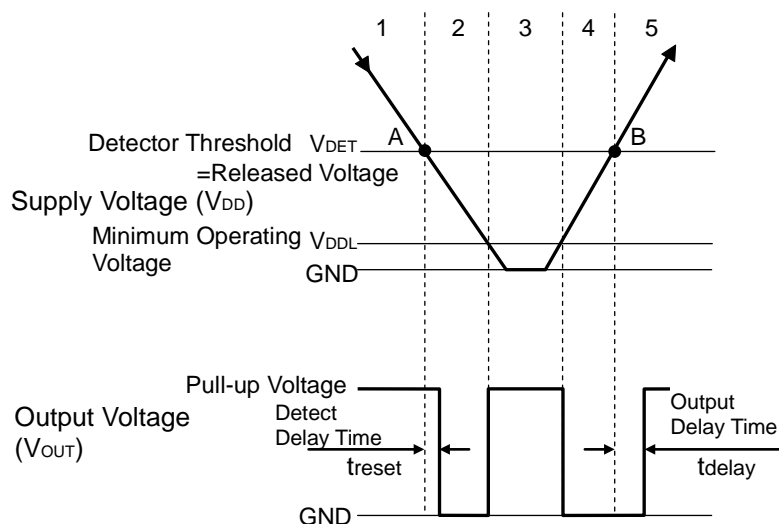 1 2 3 4 5
A B
Detector Threshold VDET
=Released Voltage
Supply Voltage (VDD)
Minimum Operating VDDL
Voltage
GND
Pull-up Voltage
Output Voltage
(VOUT)
Detect
Delay Time
treset
Output
Delay Time
tdelay
GND